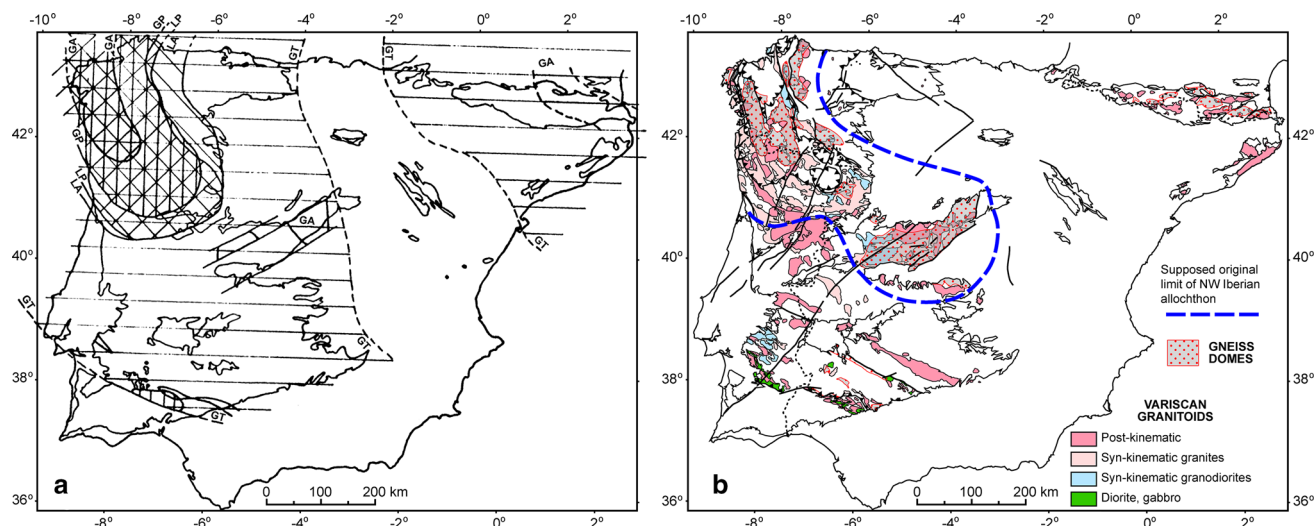 -10° -8° -6° -4° -2° 0° 2°
GA
GA
GP
LP
LA
GT
GT
GA
42°
GP
LP
LA
GA
40°
GT
GT
GT
38°
GT
36°
a
0 100 200 km
-8° -6° -4° -2° 0° 2°
-10° -8° -6° -4° -2° 0° 2°
42° 42°
40° 40°
38° 38°
36° 36°
Supposed original
limit of NW Iberian
allochthon
GNEISS
DOMES
VARISCAN
GRANITOIDS
Post-kinematic
Syn-kinematic granites
Syn-kinematic granodiorites
Diorite, gabbro
b
0 100 200 km
-8° -6° -4° -2° 0° 2°